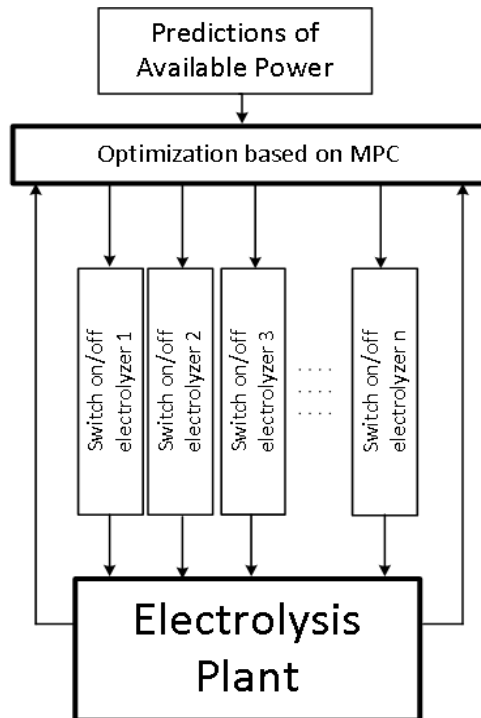 Predictions of
Available Power
Optimization based on MPC
Switch on/off
electrolyzer 1
Switch on/off
electrolyzer 2
Switch on/off
electrolyzer 3
Switch on/off
electrolyzer n
Electrolysis
Plant